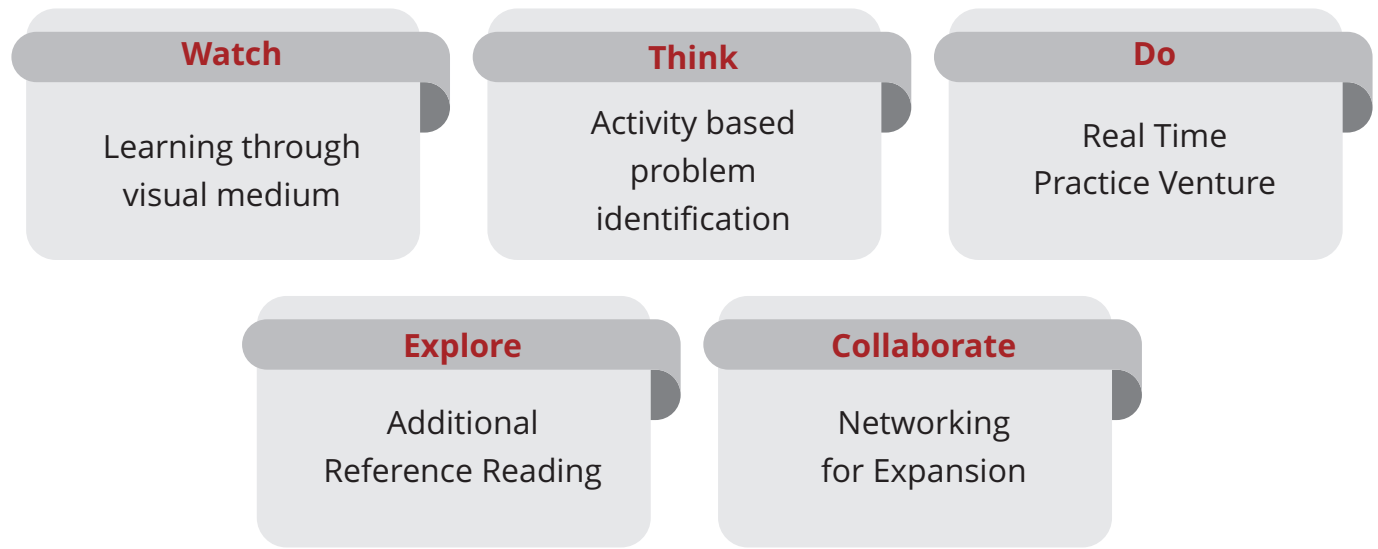 Watch
Learning through
visual medium
Think
Activity based
problem
identification
Do
Real Time
Practice Venture
Explore
Additional
Reference Reading
Collaborate
Networking
for Expansion